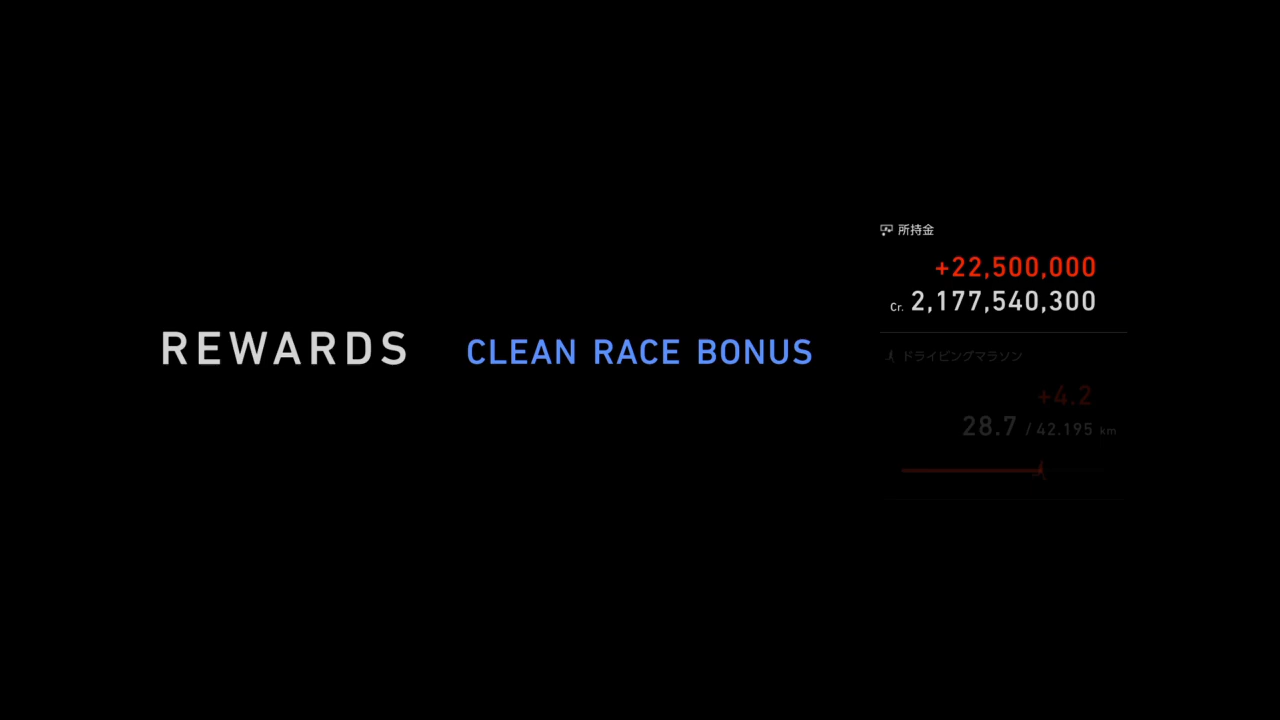 REWARDS
CLEAN RACE BONUS
所持金
+22,500,000
Cr. 2,177,540,300
ドライビングマラソン
+4.2
28.7 / 42.195 km